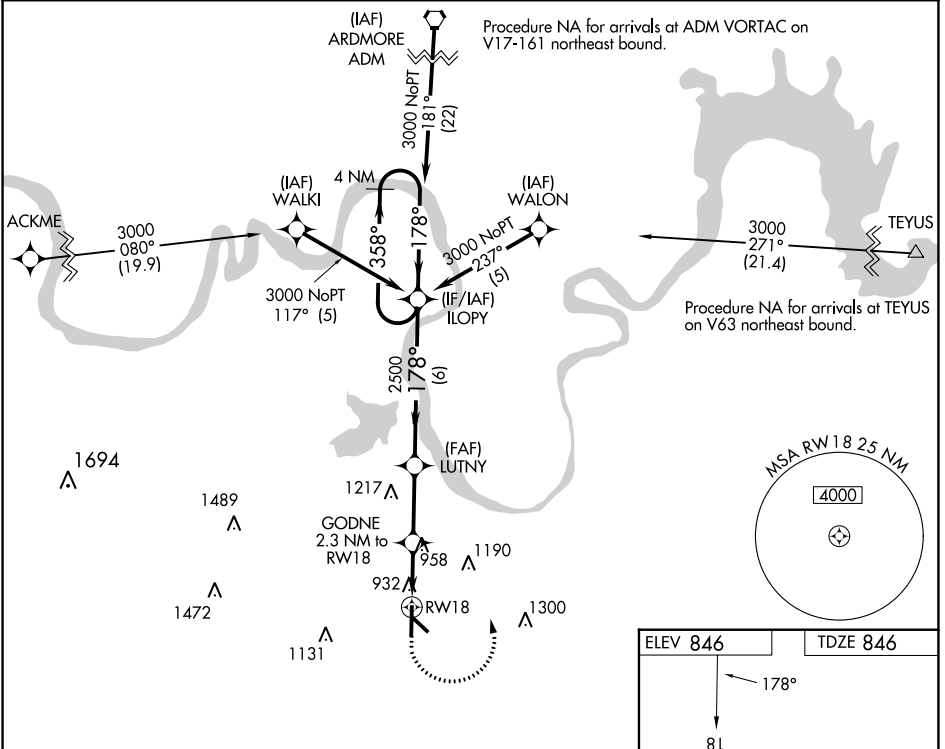 (IAF)
ARDMORE
ADM
Procedure NA for arrivals at ADM VORTAC on
V17-161 northeast bound.
3000 NoPT
181°
(22)
4 NM
(IAF)
WALKI
(IAF)
WALON
ACKME
3000
080°
(19.9)
358°
178°
3000 NoPT
237°
(5)
3000
271°
(21.4)
TEYUS
3000 NoPT
117° (5)
(IF/IAF)
ILOPY
Procedure NA for arrivals at TEYUS
on V63 northeast bound.
2500
178°
(6)
(FAF)
LUTNY
1694
1489
1217
GODNE
2.3 NM to
RW18
958
1190
932
RW18
1472
1131
1300
MSA RW18 25 NM
4000
ELEV 846
TDZE 846
178°
8L